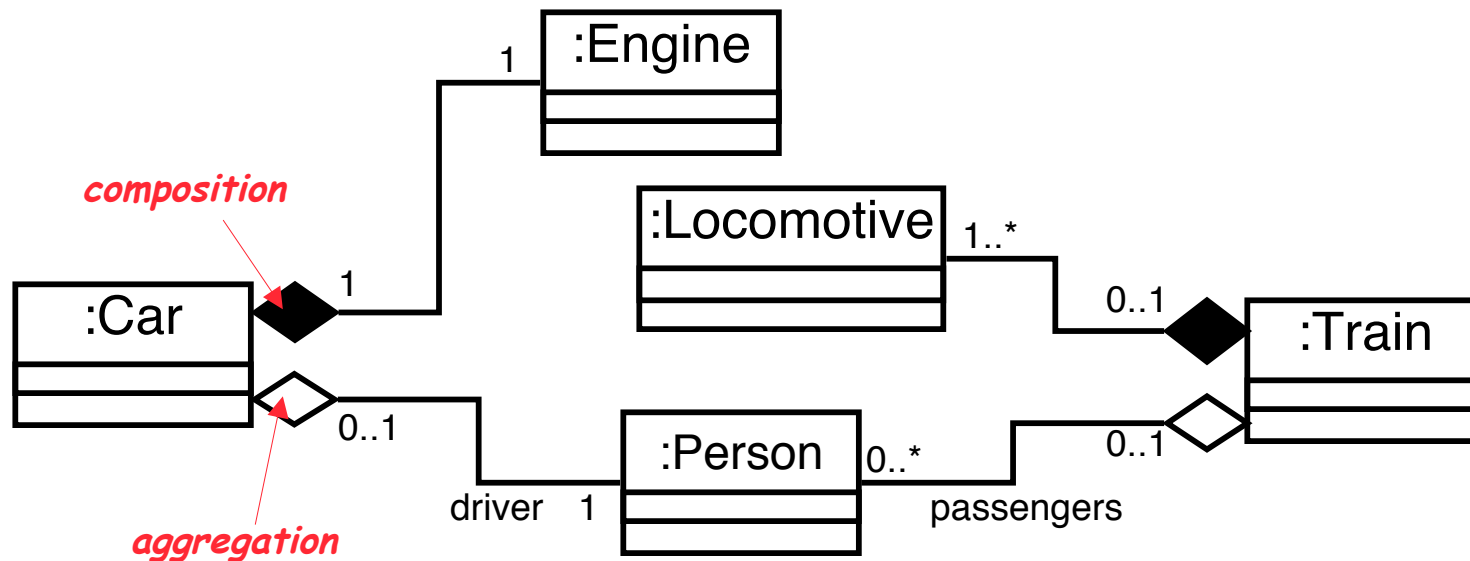 :Engine
1
composition
:Locomotive
1..*
1
0..1
:Car
:Train
0..1
0..1
:Person
0..*
driver 1
passengers
aggregation